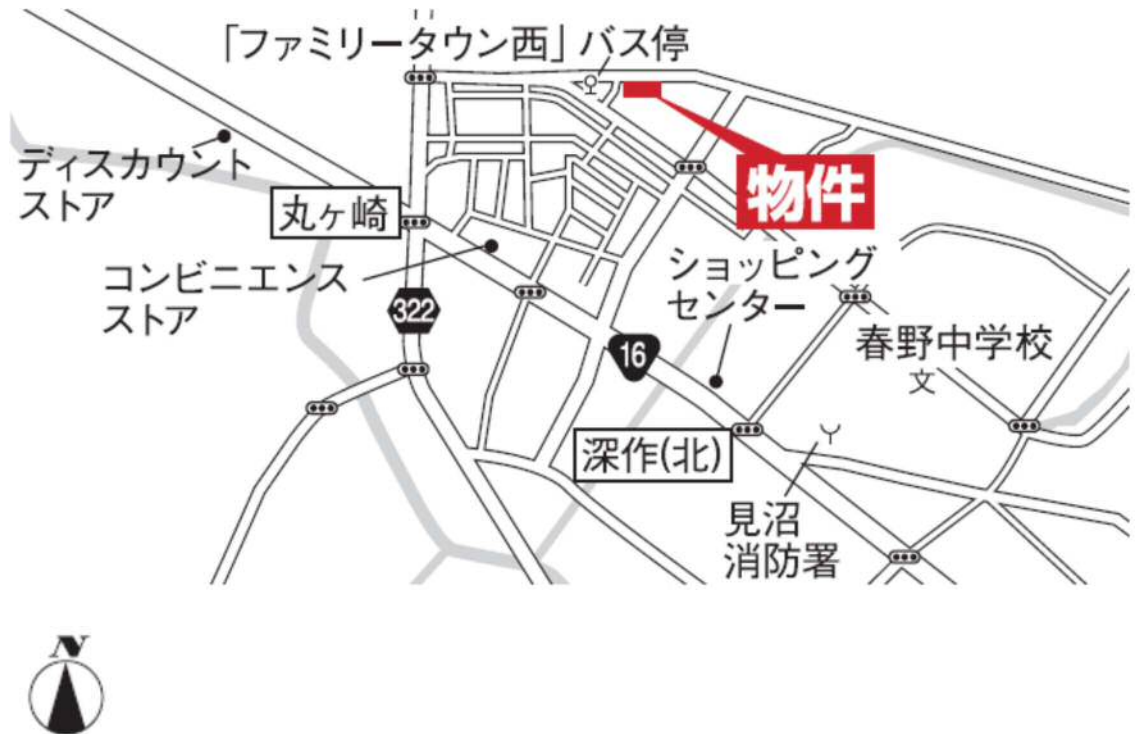 「ファミリータウン西」バス停
ディスカウント
ストア
丸ヶ崎
物件
コンビニエンス
ストア
ショッピング
センター
322
16
春野中学校
文
深作(北)
見沼
消防署
N